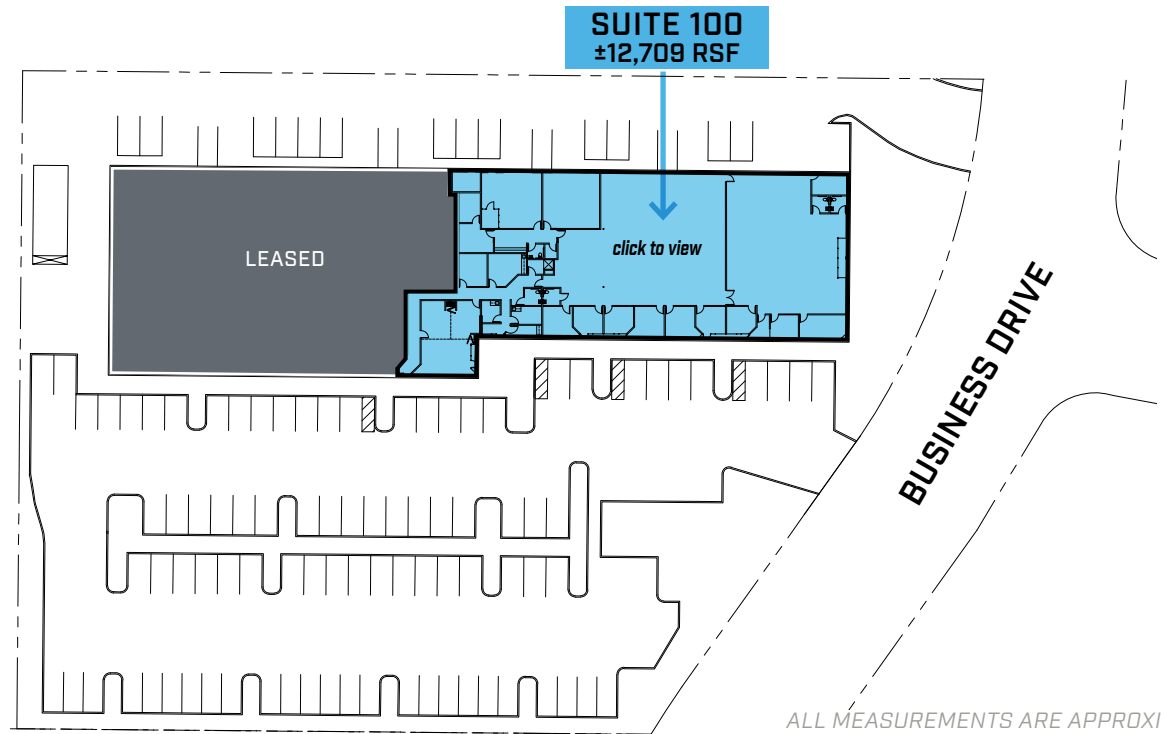 SUITE 100
±12,709 RSF
LEASED
click to view
BUSINESS DRIVE
ALL MEASUREMENTS ARE APPROXI